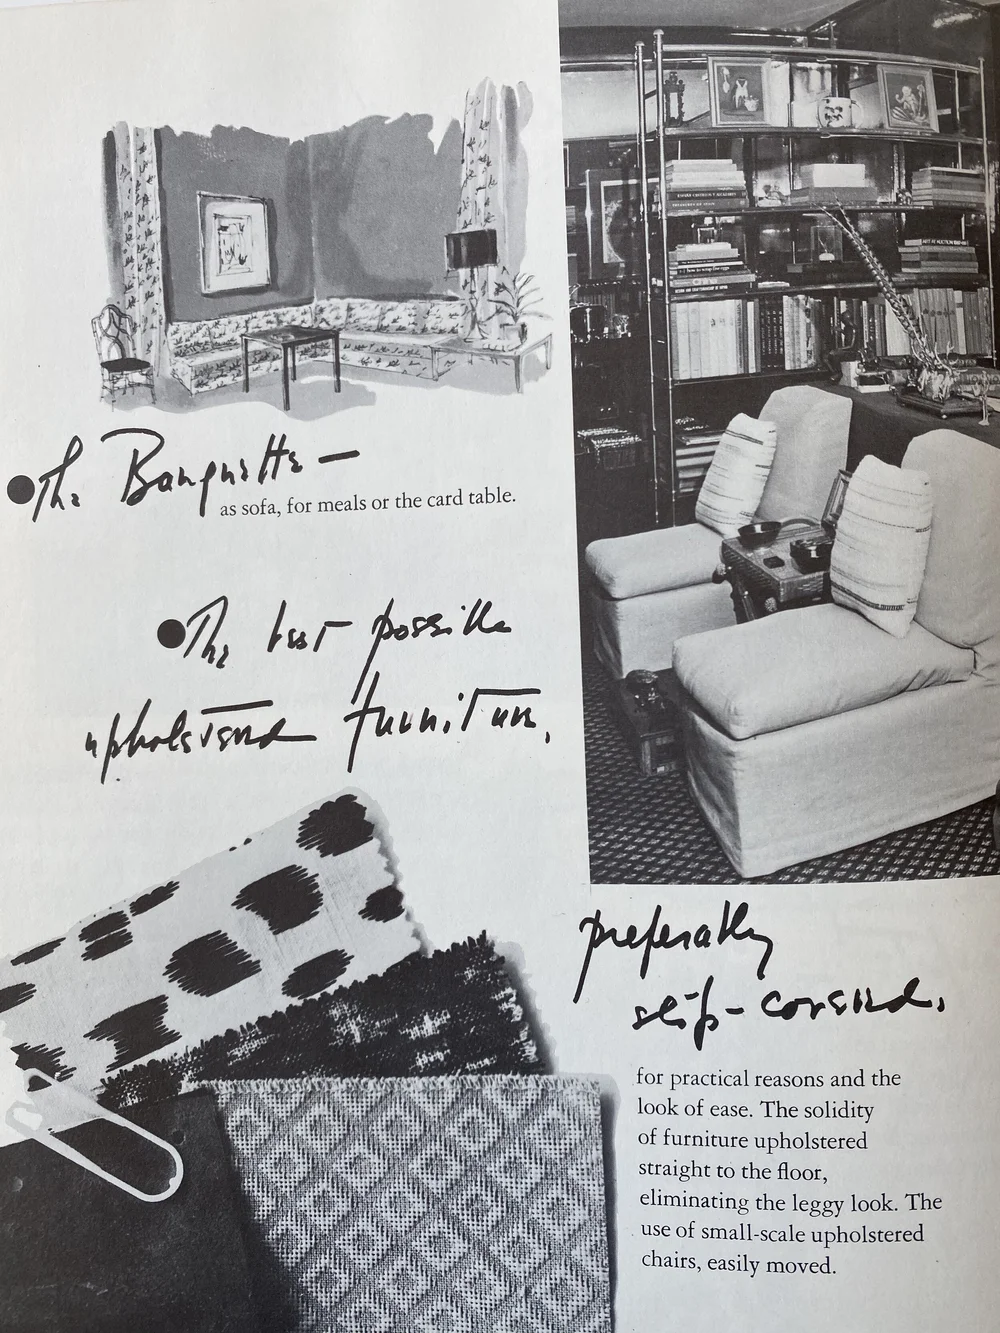 The Banquette —
as sofa, for meals or the card table.
The best possible
upholstered furniture,
preferably
slip-covered,
for practical reasons and the
look of ease. The solidity
of furniture upholstered
straight to the floor,
eliminating the leggy look. The
use of small-scale upholstered
chairs, easily moved.